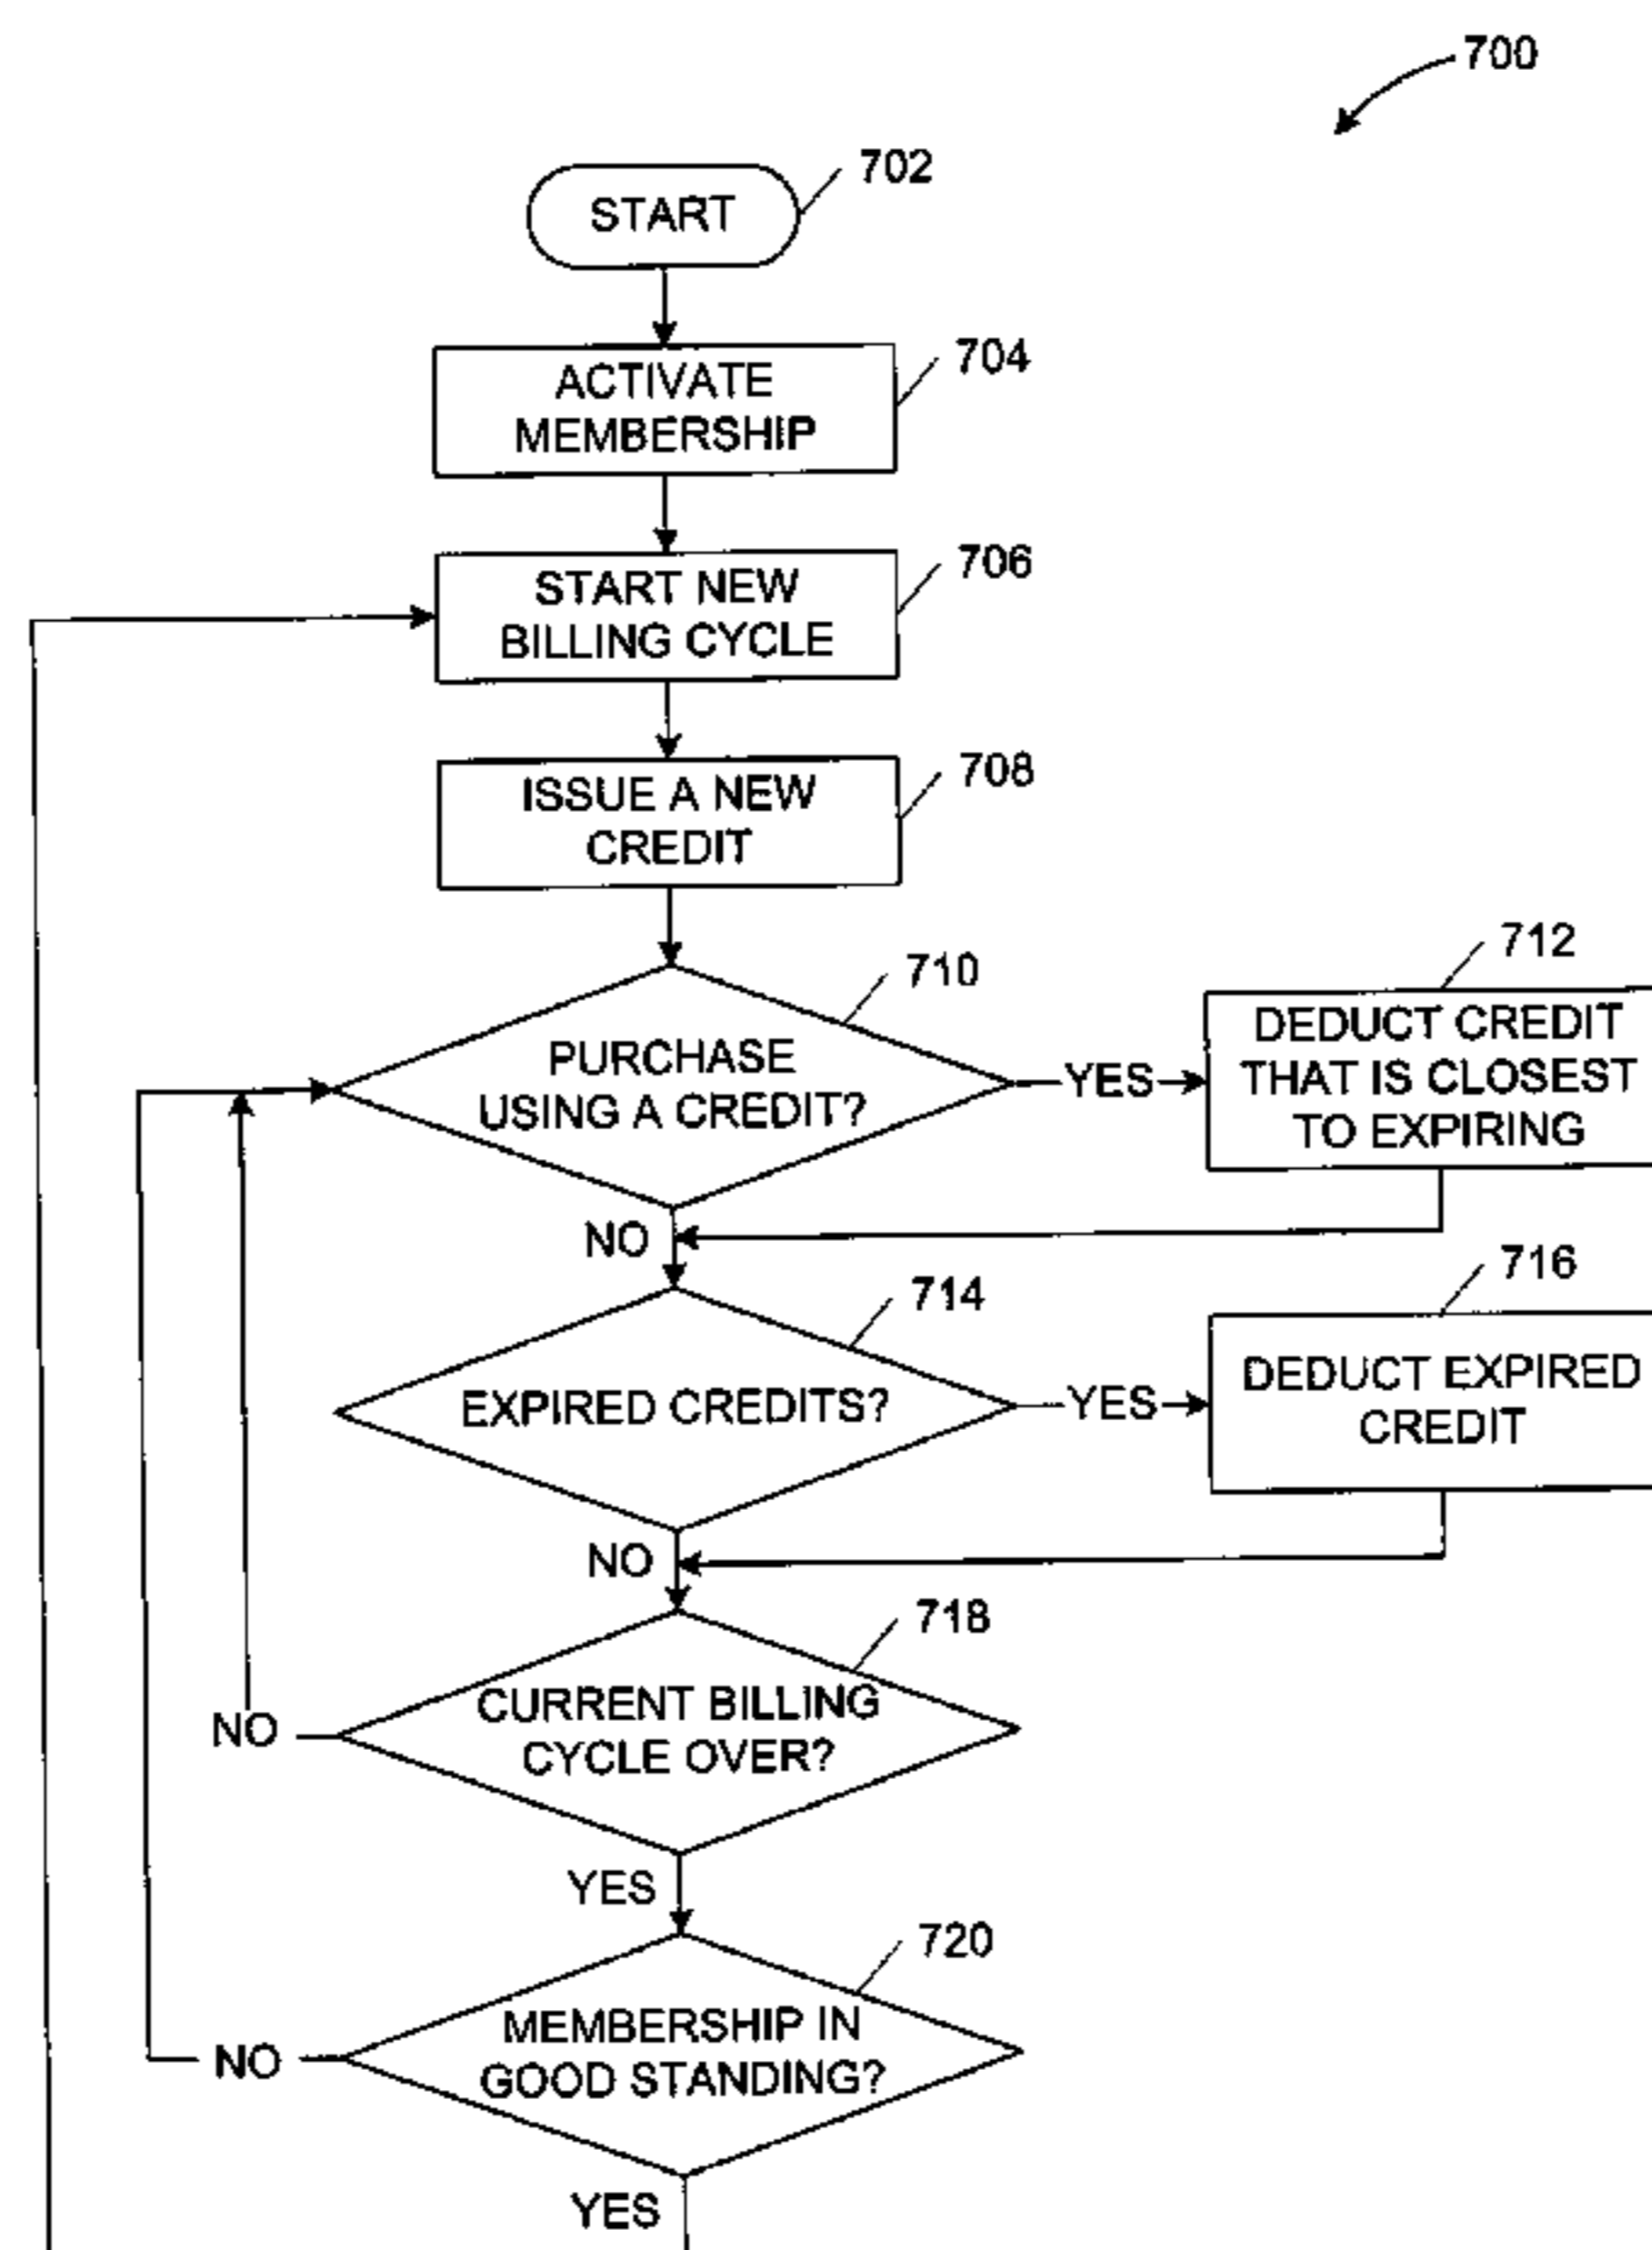 700
702
START
704
ACTIVATE
MEMBERSHIP
706
START NEW
BILLING CYCLE
708
ISSUE A NEW
CREDIT
710
PURCHASE
USING A CREDIT?
YES
712
DEDUCT CREDIT
THAT IS CLOSEST
TO EXPIRING
NO
714
EXPIRED CREDITS?
YES
716
DEDUCT EXPIRED
CREDIT
NO
718
CURRENT BILLING
CYCLE OVER?
NO
YES
720
MEMBERSHIP IN
GOOD STANDING?
NO
YES